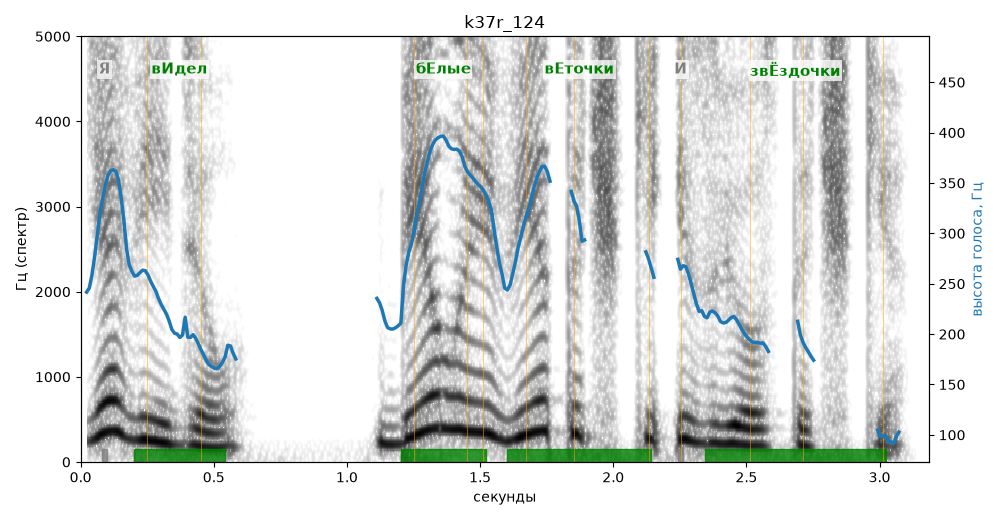 k37r_124
5000
4000
3000
2000
1000
0
Гц (спектр)
Я вИдел бЕлые вЕточки И звЁздочки
450
400
350
300
250
200
150
100
высота голоса, Гц
0.0 0.5 1.0 1.5 2.0 2.5 3.0
секунды